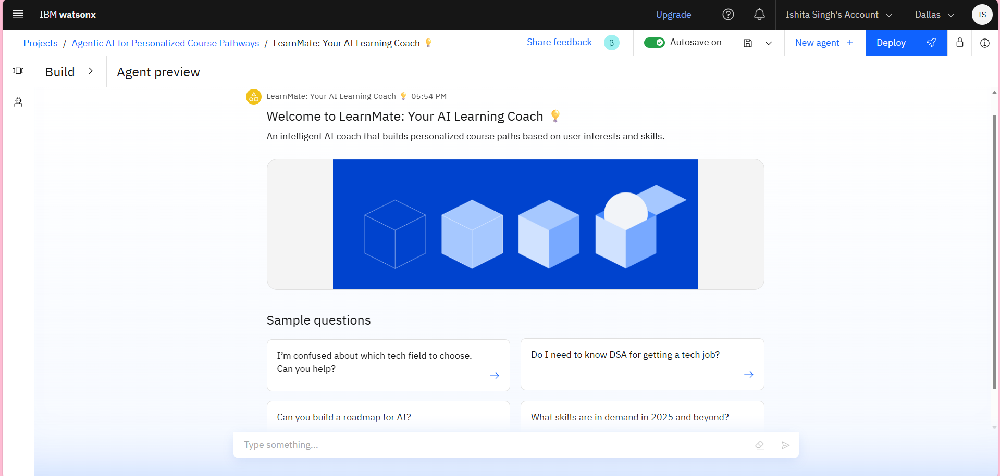 IBM watsonx
Upgrade
Ishita Singh's Account
Dallas
IS
Projects / Agentic AI for Personalized Course Pathways / LearnMate: Your AI Learning Coach 💡
Share feedback
β
Autosave on
New agent +
Deploy
Build
Agent preview
LearnMate: Your AI Learning Coach 💡 05:54 PM
Welcome to LearnMate: Your AI Learning Coach 💡
An intelligent AI coach that builds personalized course paths based on user interests and skills.
Sample questions
I’m confused about which tech field to choose.
Can you help?
Do I need to know DSA for getting a tech job?
Can you build a roadmap for AI?
What skills are in demand in 2025 and beyond?
Type something...